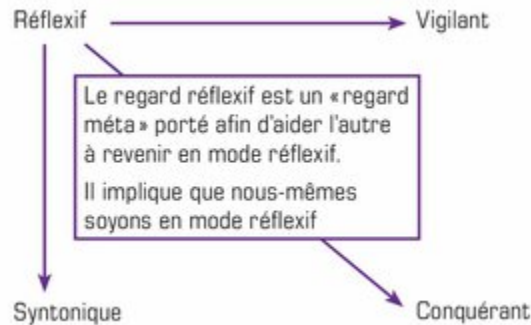 Réflexif
Vigilant
Le regard réflexif est un «regard
méta» porté afin d'aider l'autre
à revenir en mode réflexif.
Il implique que nous-mêmes
soyons en mode réflexif
Syntonique
Conquérant